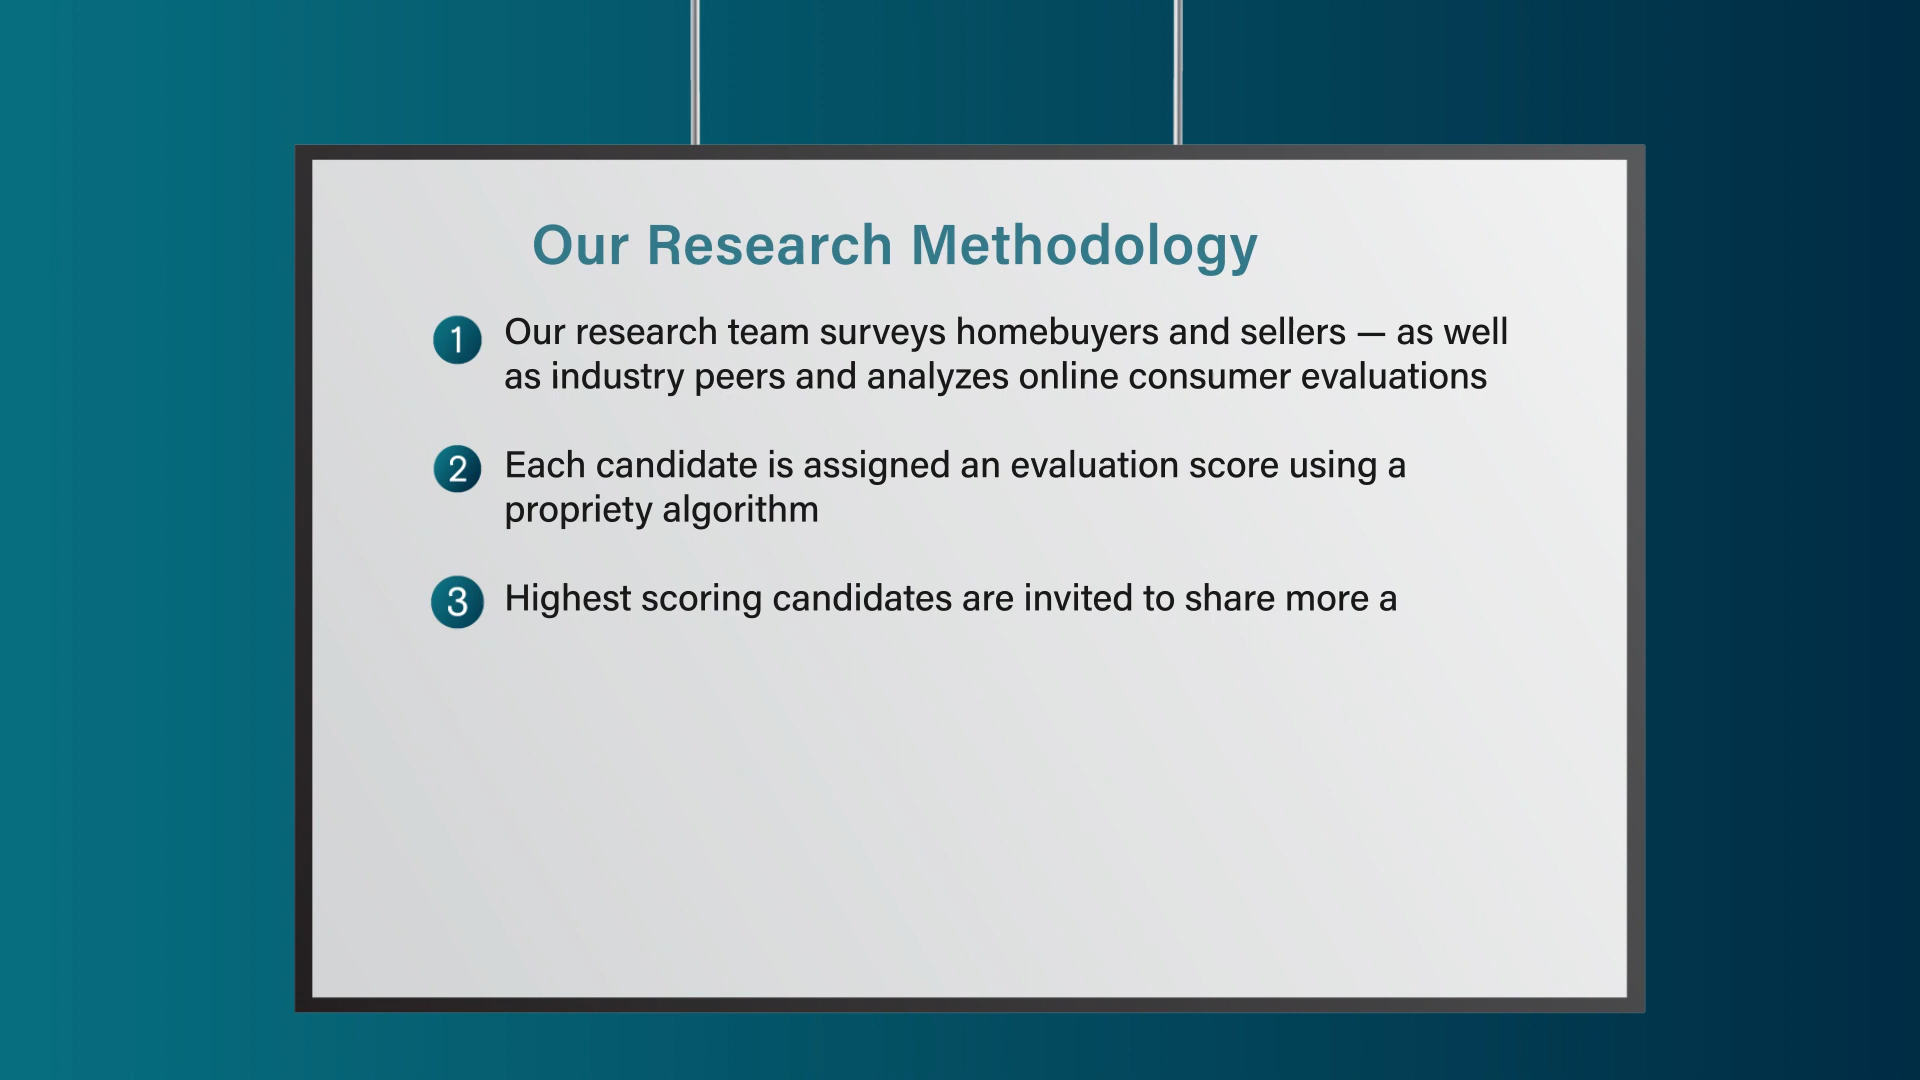 Our Research Methodology
1 Our research team surveys homebuyers and sellers — as well
as industry peers and analyzes online consumer evaluations
2 Each candidate is assigned an evaluation score using a
propriety algorithm
3 Highest scoring candidates are invited to share more a